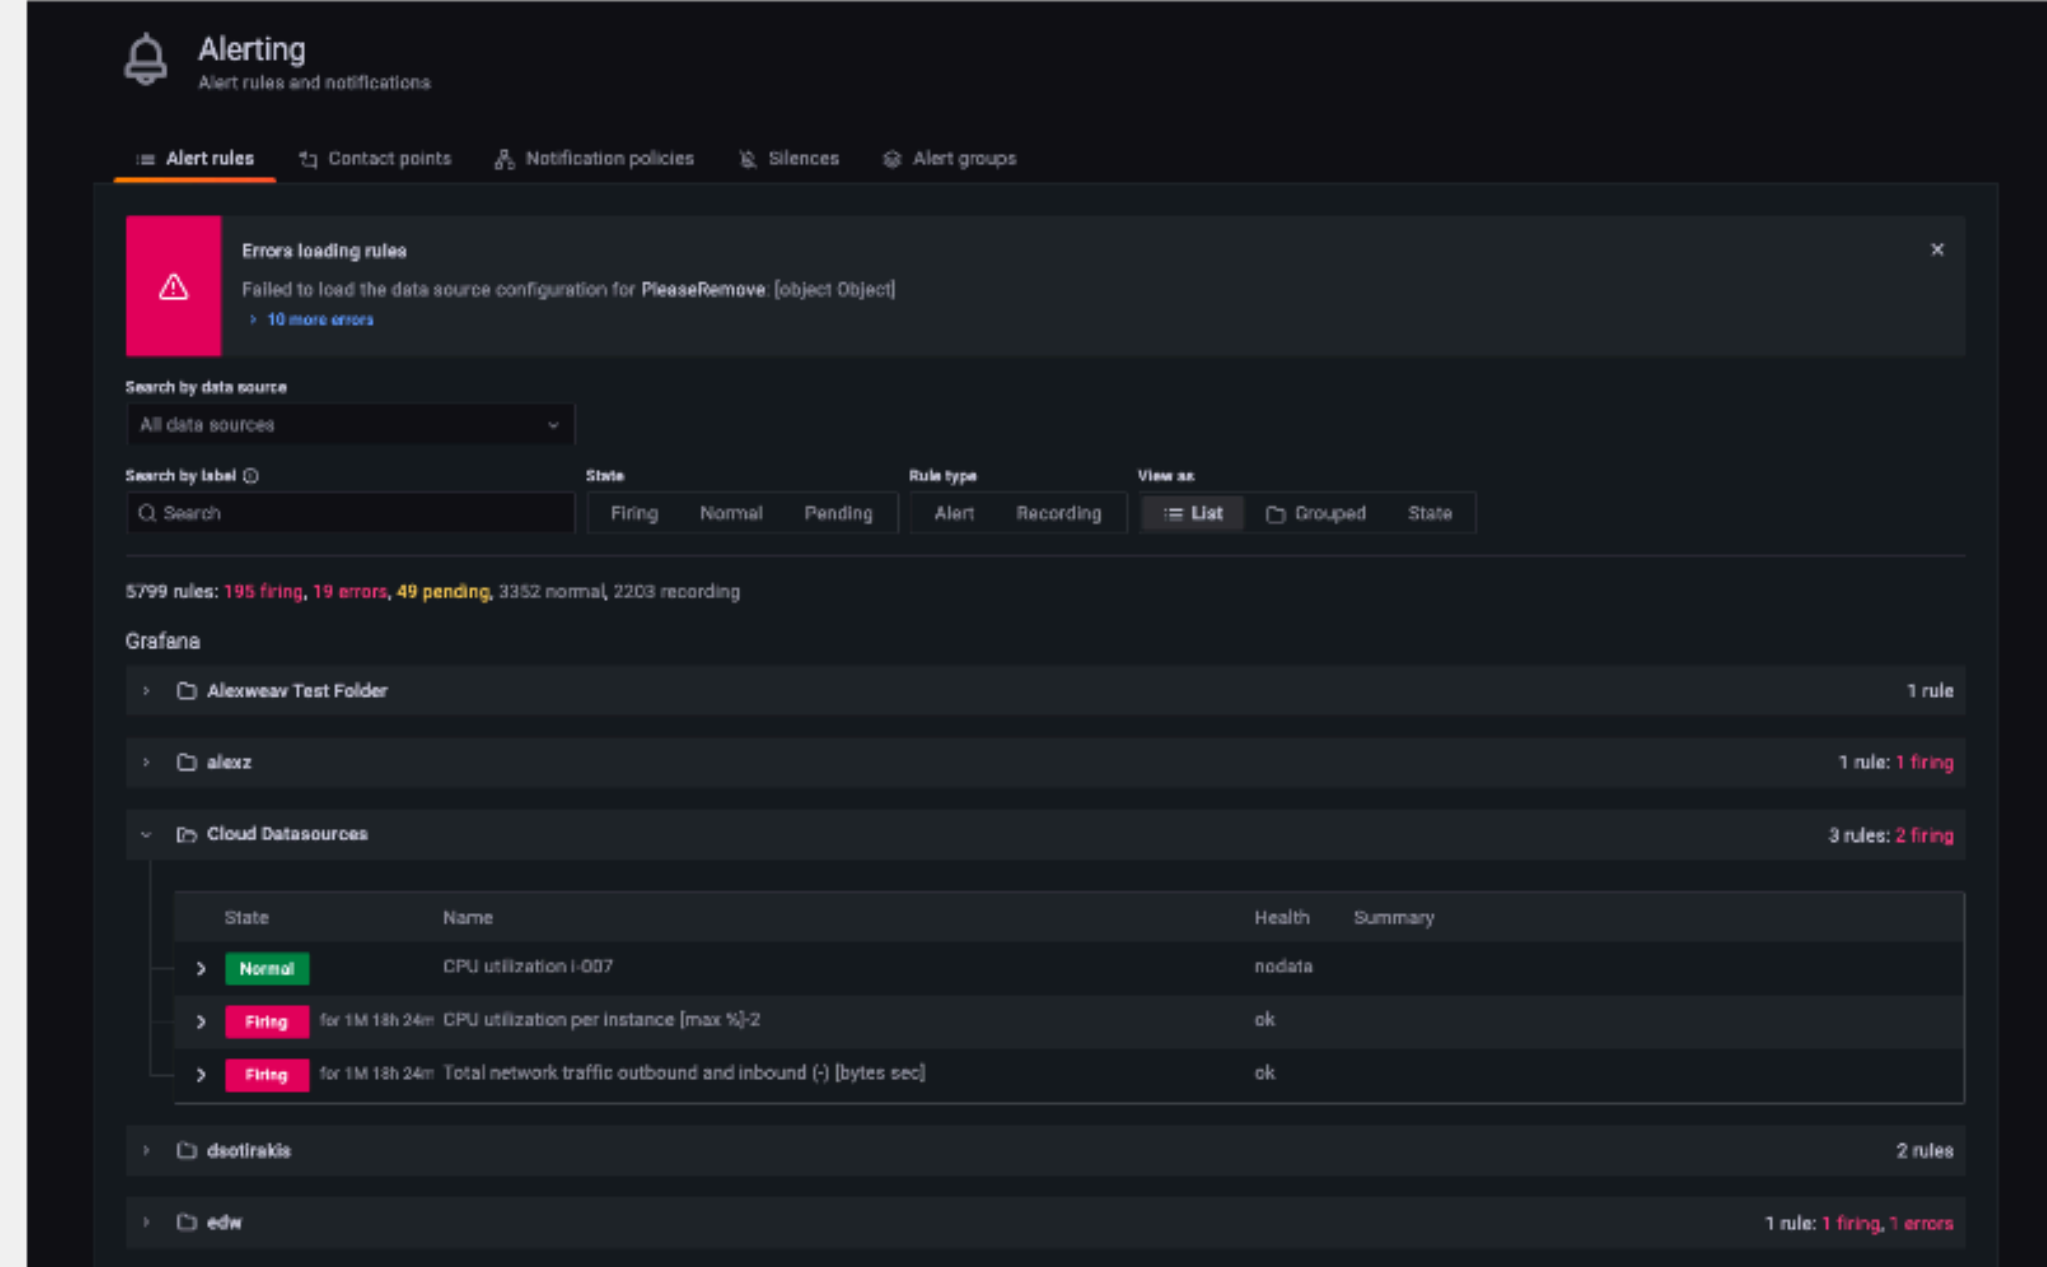 Alerting
Alert rules and notifications
Alert rules Contact points Notification policies Silences Alert groups
Errors loading rules
Failed to load the data source configuration for PleaseRemove: [object Object]
10 more errors
Search by data source
All data sources
Search by label State Rule type View as
Search Firing Normal Pending Alert Recording List Grouped State
5799 rules: 195 firing, 19 errors, 49 pending, 3352 normal, 2203 recording
Grafana
Alexweav Test Folder 1 rule
alexz 1 rule: 1 firing
Cloud Datasources 3 rules: 2 firing
State Name Health Summary
Normal CPU utilization i-007 nodata
Firing for 1M 18h 24m CPU utilization per instance [max %]-2 ok
Firing for 1M 18h 24m Total network traffic outbound and inbound (-) [bytes sec] ok
dsotirakis 2 rules
edw 1 rule: 1 firing, 1 errors